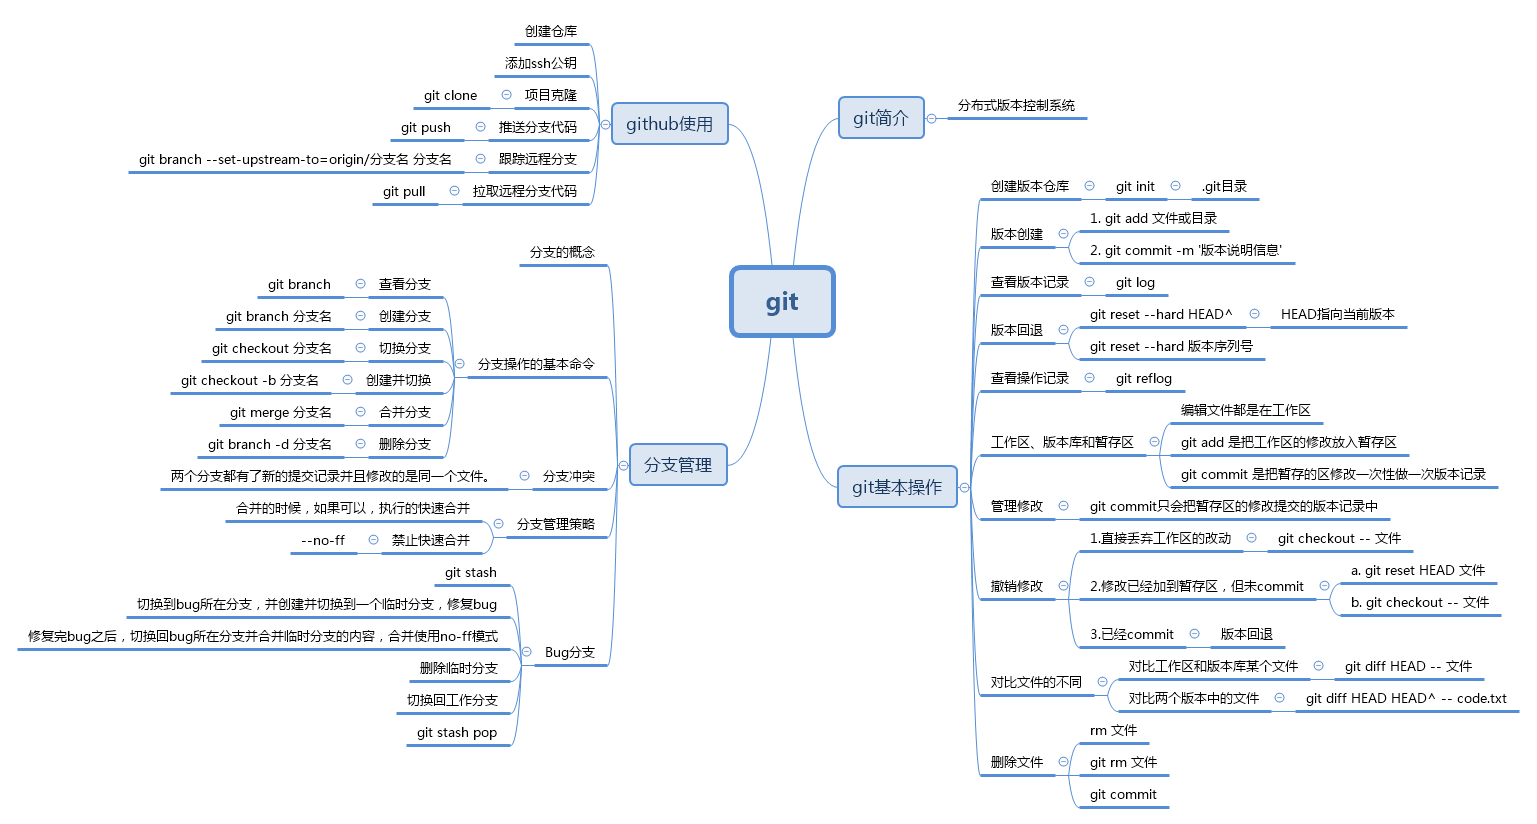 git
git简介
分布式版本控制系统
git基本操作
创建版本仓库
git init
.git目录
版本创建
1. git add 文件或目录
2. git commit -m '版本说明信息'
查看版本记录
git log
版本回退
git reset --hard HEAD^
HEAD指向当前版本
git reset --hard 版本序列号
查看操作记录
git reflog
工作区、版本库和暂存区
编辑文件都是在工作区
git add 是把工作区的修改放入暂存区
git commit 是把暂存的区修改一次性做一次版本记录
管理修改
git commit只会把暂存区的修改提交的版本记录中
撤销修改
1.直接丢弃工作区的改动
git checkout -- 文件
2.修改已经加到暂存区，但未commit
a. git reset HEAD 文件
b. git checkout -- 文件
3.已经commit
版本回退
对比文件的不同
对比工作区和版本库某个文件
git diff HEAD -- 文件
对比两个版本中的文件
git diff HEAD HEAD^ -- code.txt
删除文件
rm 文件
git rm 文件
git commit
github使用
创建仓库
添加ssh公钥
项目克隆
git clone
推送分支代码
git push
跟踪远程分支
git branch --set-upstream-to=origin/分支名 分支名
拉取远程分支代码
git pull
分支管理
分支的概念
分支操作的基本命令
查看分支
git branch
创建分支
git branch 分支名
切换分支
git checkout 分支名
创建并切换
git checkout -b 分支名
合并分支
git merge 分支名
删除分支
git branch -d 分支名
分支冲突
两个分支都有了新的提交记录并且修改的是同一个文件。
分支管理策略
合并的时候，如果可以，执行的快速合并
禁止快速合并
--no-ff
Bug分支
git stash
切换到bug所在分支，并创建并切换到一个临时分支，修复bug
修复完bug之后，切换回bug所在分支并合并临时分支的内容，合并使用no-ff模式
删除临时分支
切换回工作分支
git stash pop